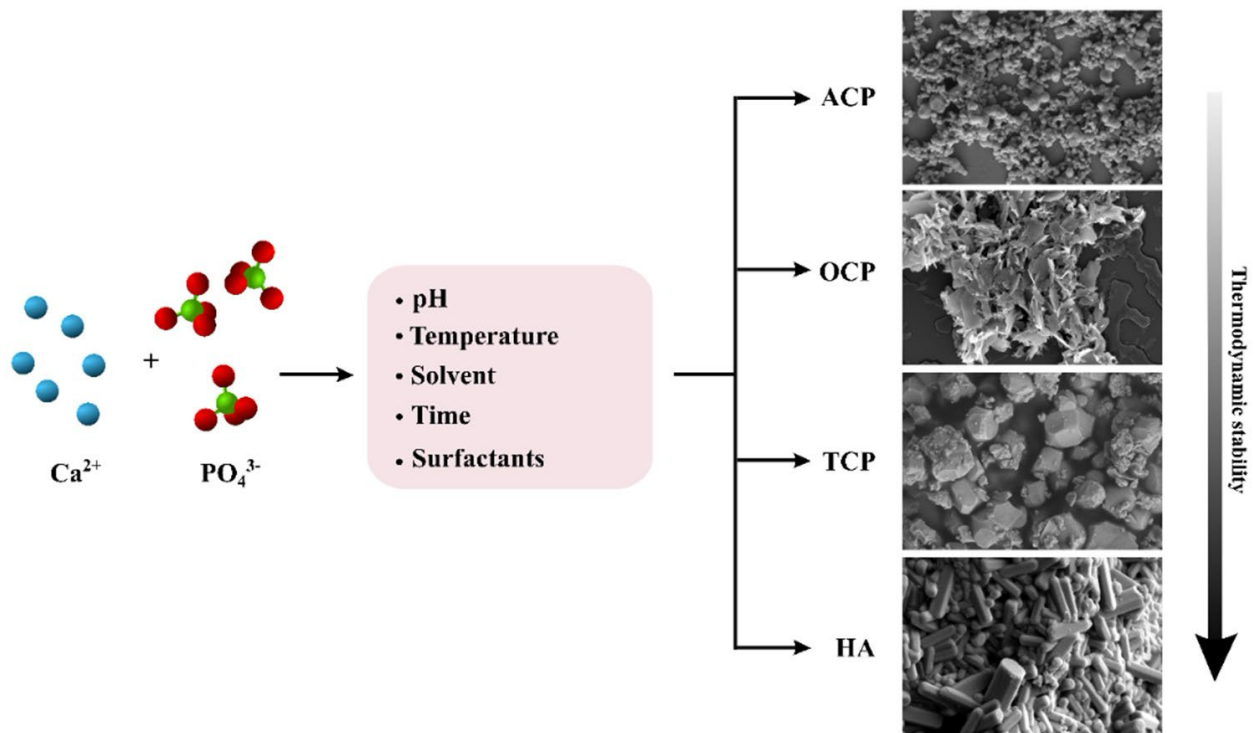 Ca²⁺
+
PO₄³⁻
• pH
• Temperature
• Solvent
• Time
• Surfactants
ACP
OCP
TCP
HA
Thermodynamic stability